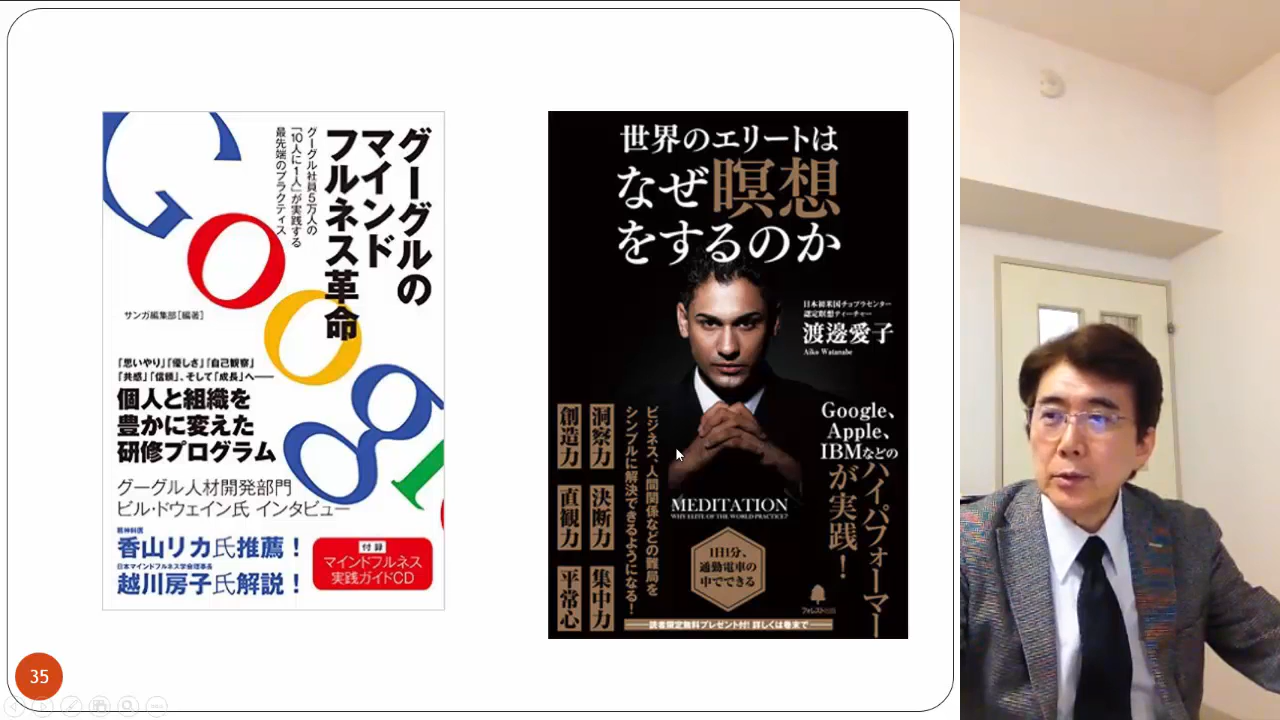 グーグルの
マインド
フルネス革命
グーグル社員5万人の
「10人に1人」が実践する
最先端のプラクティス
Google
サンガ編集部[編著]
「思いやり」「優しさ」「自己観察」
「共感」「信頼」、そして「成長」へ──
個人と組織を
豊かに変えた
研修プログラム
グーグル人材開発部門
ビル・ドウェイン氏 インタビュー
精神科医
香山リカ氏推薦！
日本マインドフルネス学会理事長
越川房子氏解説！
付録
マインドフルネス
実践ガイドCD
世界のエリートは
なぜ瞑想
をするのか
日本初米国チョプラセンター
認定瞑想ティーチャー
渡邊愛子
Aiko Watanabe
Google、
Apple、
IBMなどの
ハイパフォーマー
が実践！
ビジネス、人間関係などの難局を
シンプルに解決できるようになる！
洞察力
決断力
集中力
創造力
直観力
平常心
MEDITATION
WHY ELITE OF THE WORLD PRACTICE?
1日1分、
通勤電車の
中でできる
フォレスト出版
読者限定無料プレゼント付！詳しくは巻末で
35